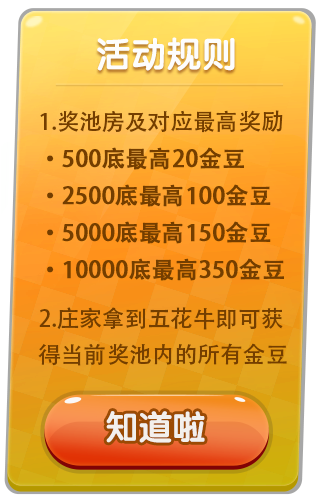 活动规则
1.奖池房及对应最高奖励
·500底最高20金豆
·2500底最高100金豆
·5000底最高150金豆
·10000底最高350金豆
2.庄家拿到五花牛即可获
得当前奖池内的所有金豆
知道啦